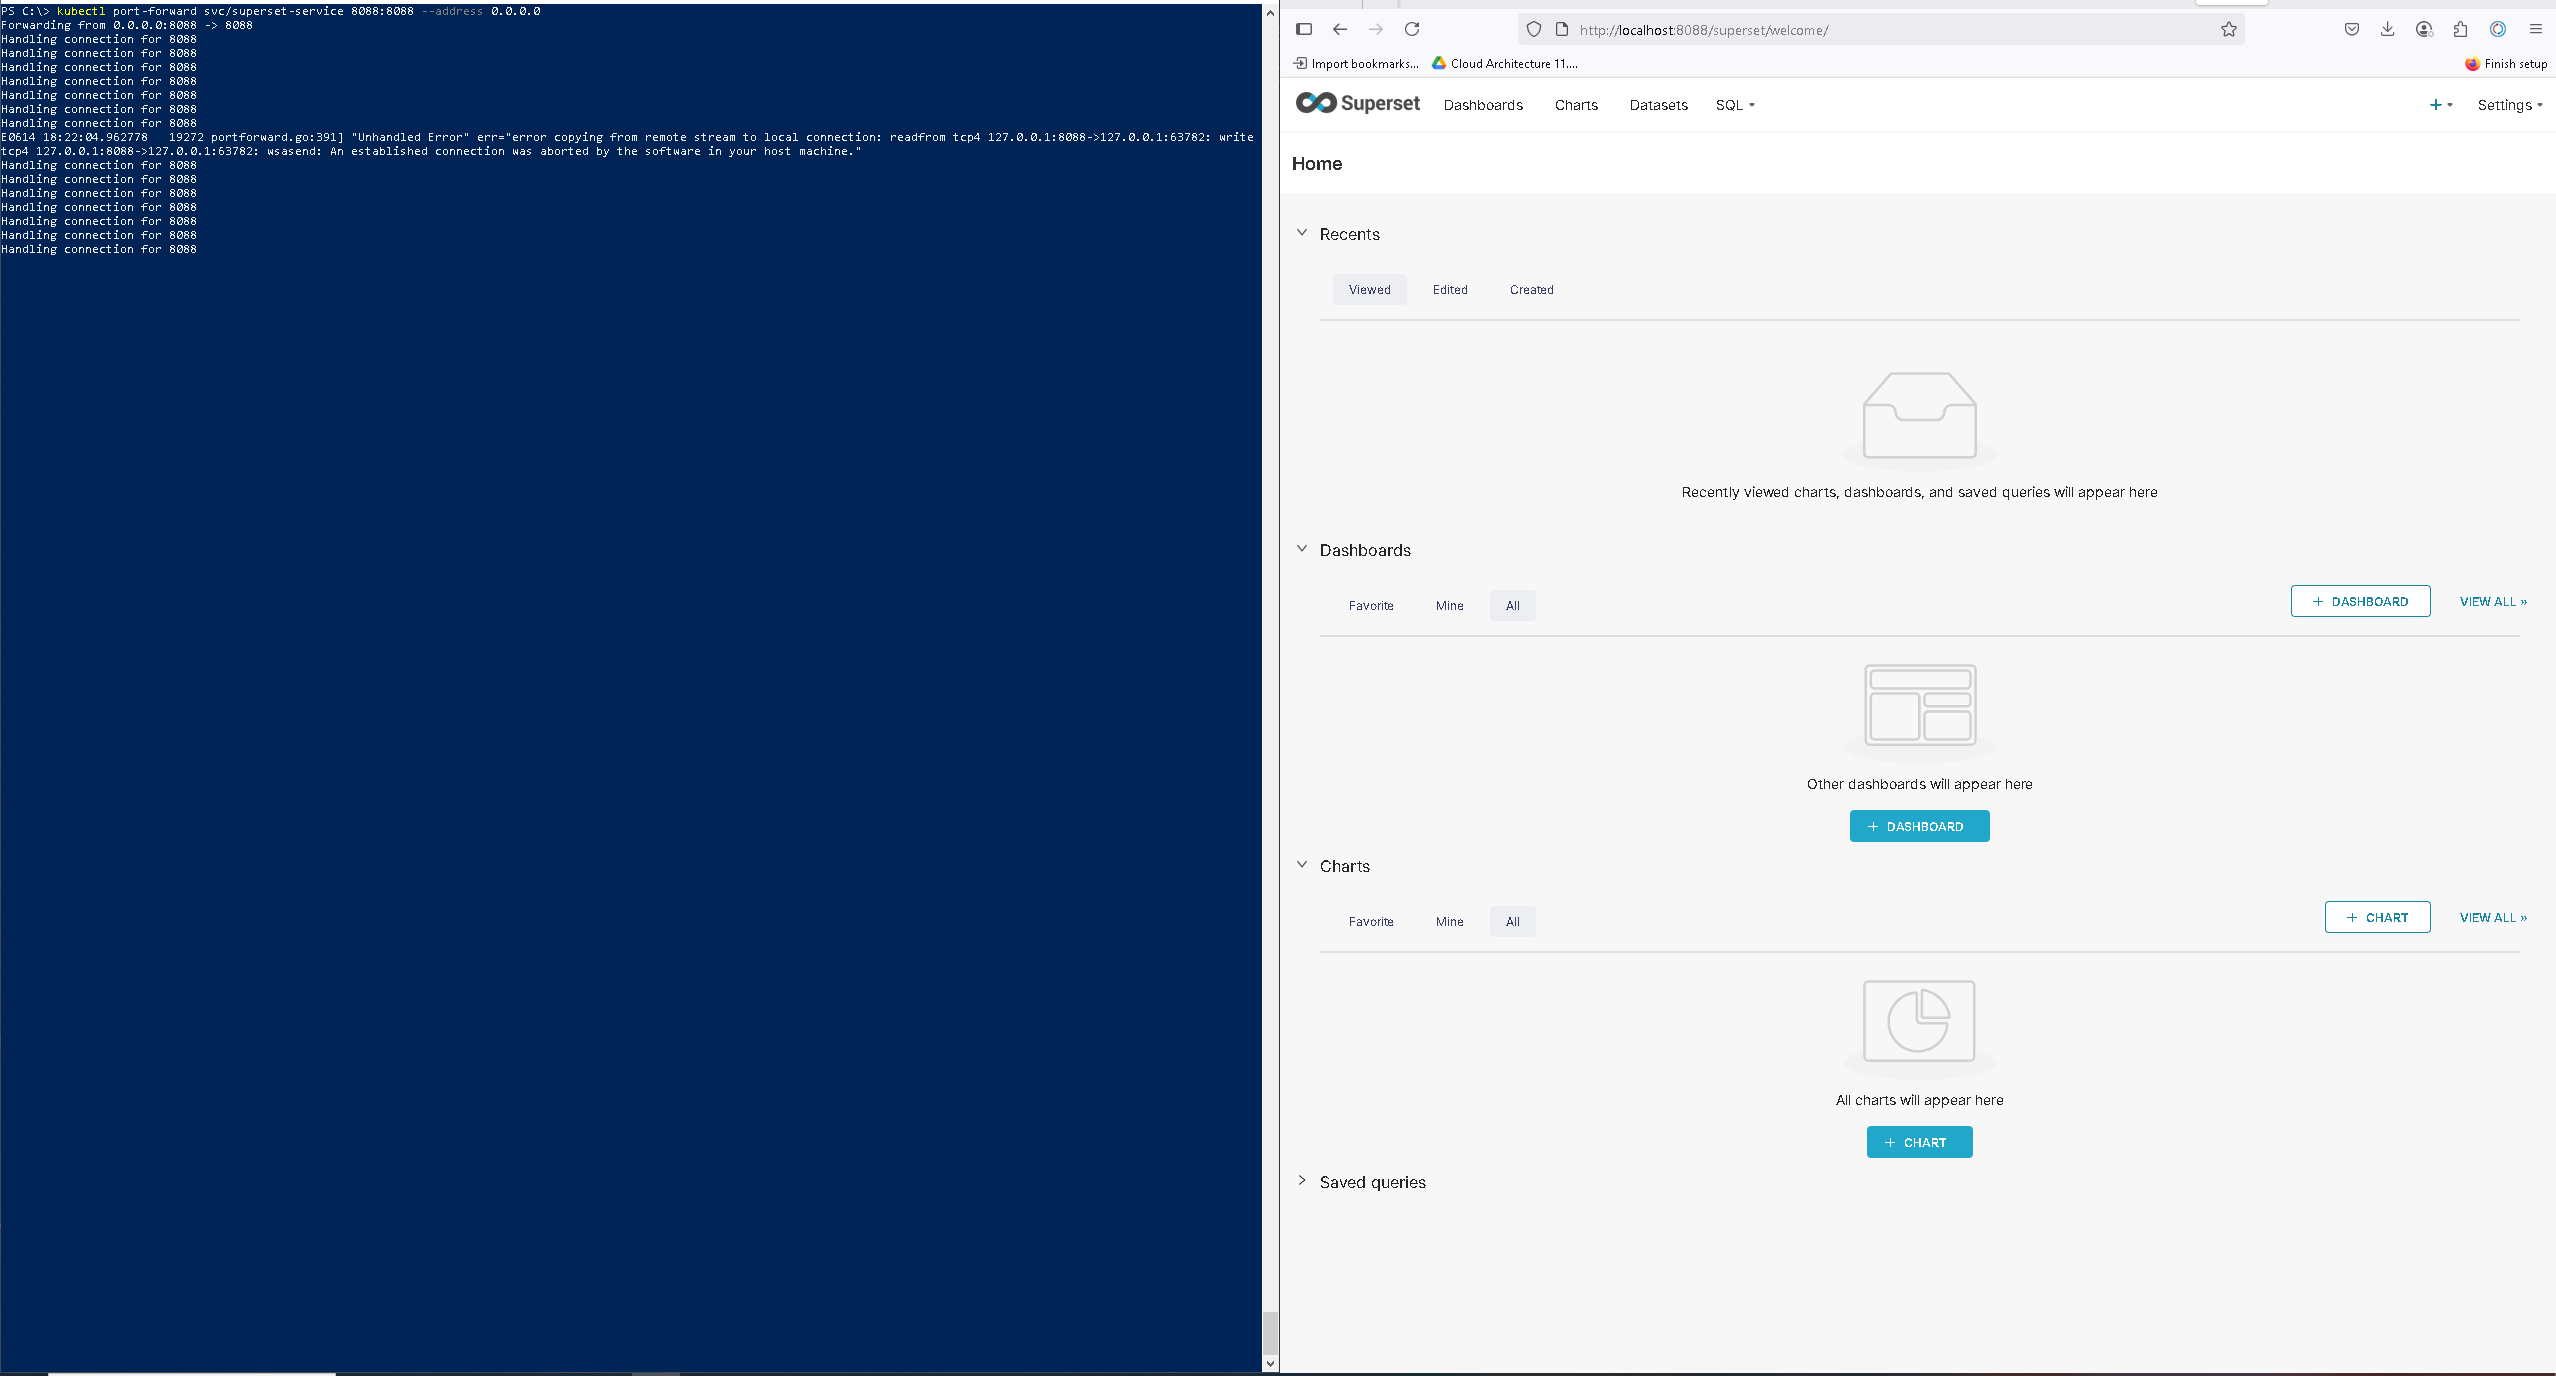 PS C:\> kubectl port-forward svc/superset-service 8088:8088 --address 0.0.0.0
Forwarding from 0.0.0.0:8088 -> 8088
Handling connection for 8088
Handling connection for 8088
Handling connection for 8088
Handling connection for 8088
Handling connection for 8088
Handling connection for 8088
Handling connection for 8088
E0614 18:22:04.962778   19272 portforward.go:391] "Unhandled Error" err="error copying from remote stream to local connection: readfrom tcp4 127.0.0.1:8088->127.0.0.1:63782: write
tcp4 127.0.0.1:8088->127.0.0.1:63782: wsasend: An established connection was aborted by the software in your host machine."
Handling connection for 8088
Handling connection for 8088
Handling connection for 8088
Handling connection for 8088
Handling connection for 8088
Handling connection for 8088
Handling connection for 8088
http://localhost:8088/superset/welcome/
Import bookmarks... Cloud Architecture 11.... Finish setup
Superset Dashboards Charts Datasets SQL + Settings
Home
Recents
Viewed Edited Created
Recently viewed charts, dashboards, and saved queries will appear here
Dashboards
Favorite Mine All + DASHBOARD VIEW ALL »
Other dashboards will appear here
+ DASHBOARD
Charts
Favorite Mine All + CHART VIEW ALL »
All charts will appear here
+ CHART
Saved queries